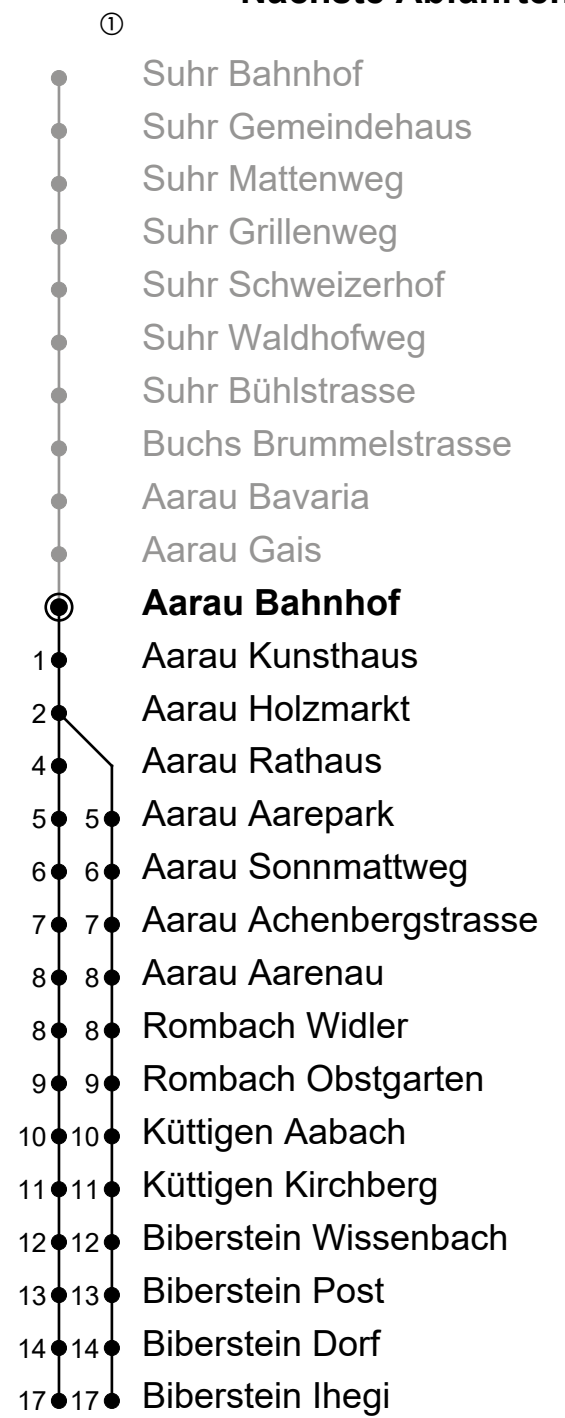 Nächste Abfahrten
①
Suhr Bahnhof
Suhr Gemeindehaus
Suhr Mattenweg
Suhr Grillenweg
Suhr Schweizerhof
Suhr Waldhofweg
Suhr Bühlstrasse
Buchs Brummelstrasse
Aarau Bavaria
Aarau Gais
Aarau Bahnhof
1 Aarau Kunsthaus
2 Aarau Holzmarkt
4 Aarau Rathaus
5 5 Aarau Aarepark
6 6 Aarau Sonnmattweg
7 7 Aarau Achenbergstrasse
8 8 Aarau Aarenau
8 8 Rombach Widler
9 9 Rombach Obstgarten
10 10 Küttigen Aabach
11 11 Küttigen Kirchberg
12 12 Biberstein Wissenbach
13 13 Biberstein Post
14 14 Biberstein Dorf
17 17 Biberstein Ihegi